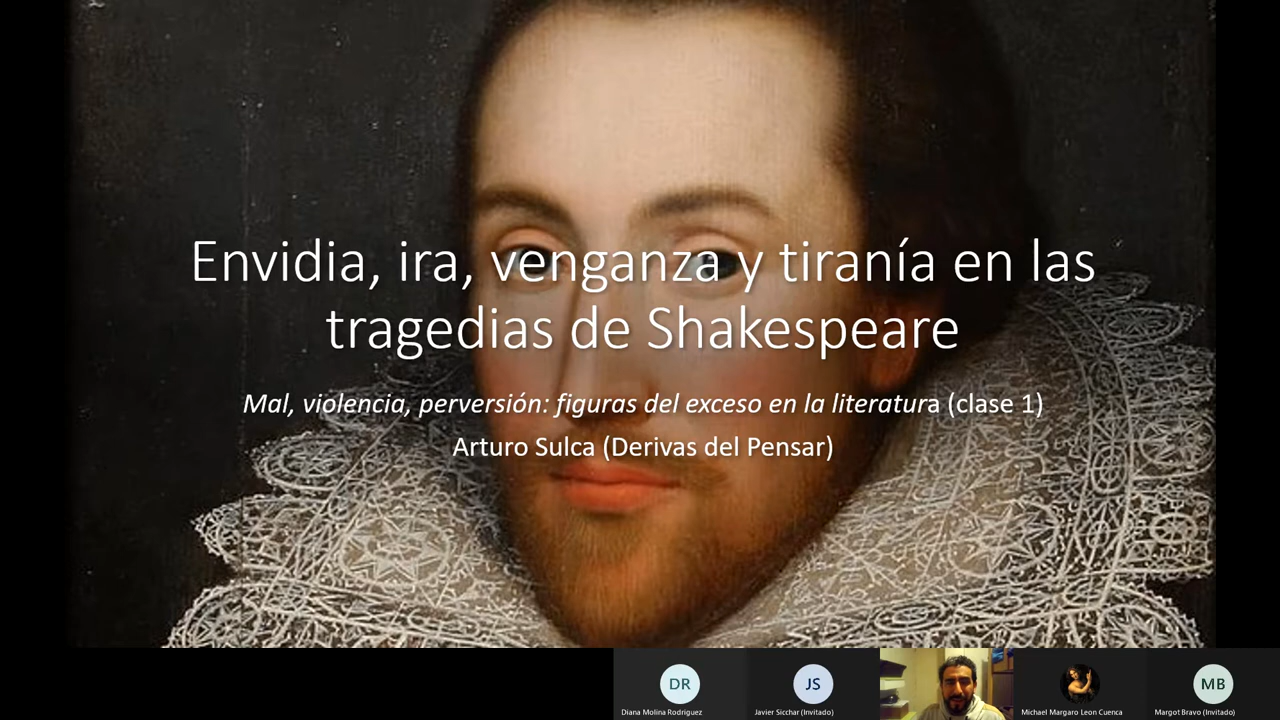 Envidia, ira, venganza y tiranía en las
tragedias de Shakespeare
Mal, violencia, perversión: figuras del exceso en la literatura (clase 1)
Arturo Sulca (Derivas del Pensar)
DR
JS
MB
Diana Molina Rodriguez
Javier Sicchar (Invitado)
Michael Margaro Leon Cuenca
Margot Bravo (Invitado)